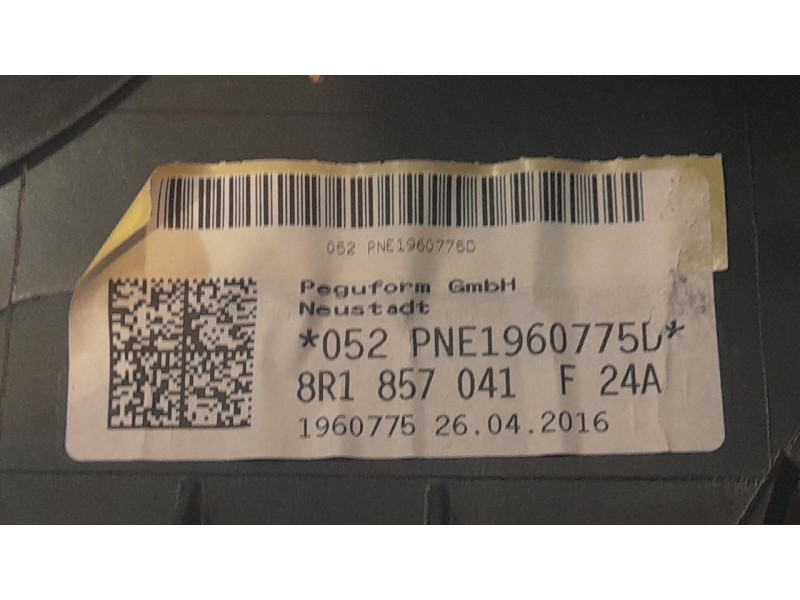 052 PNE1960775D
Peguform GmbH
Neustadt
*052 PNE1960775D*
8R1 857 041 F 24A
1960775 26.04.2016